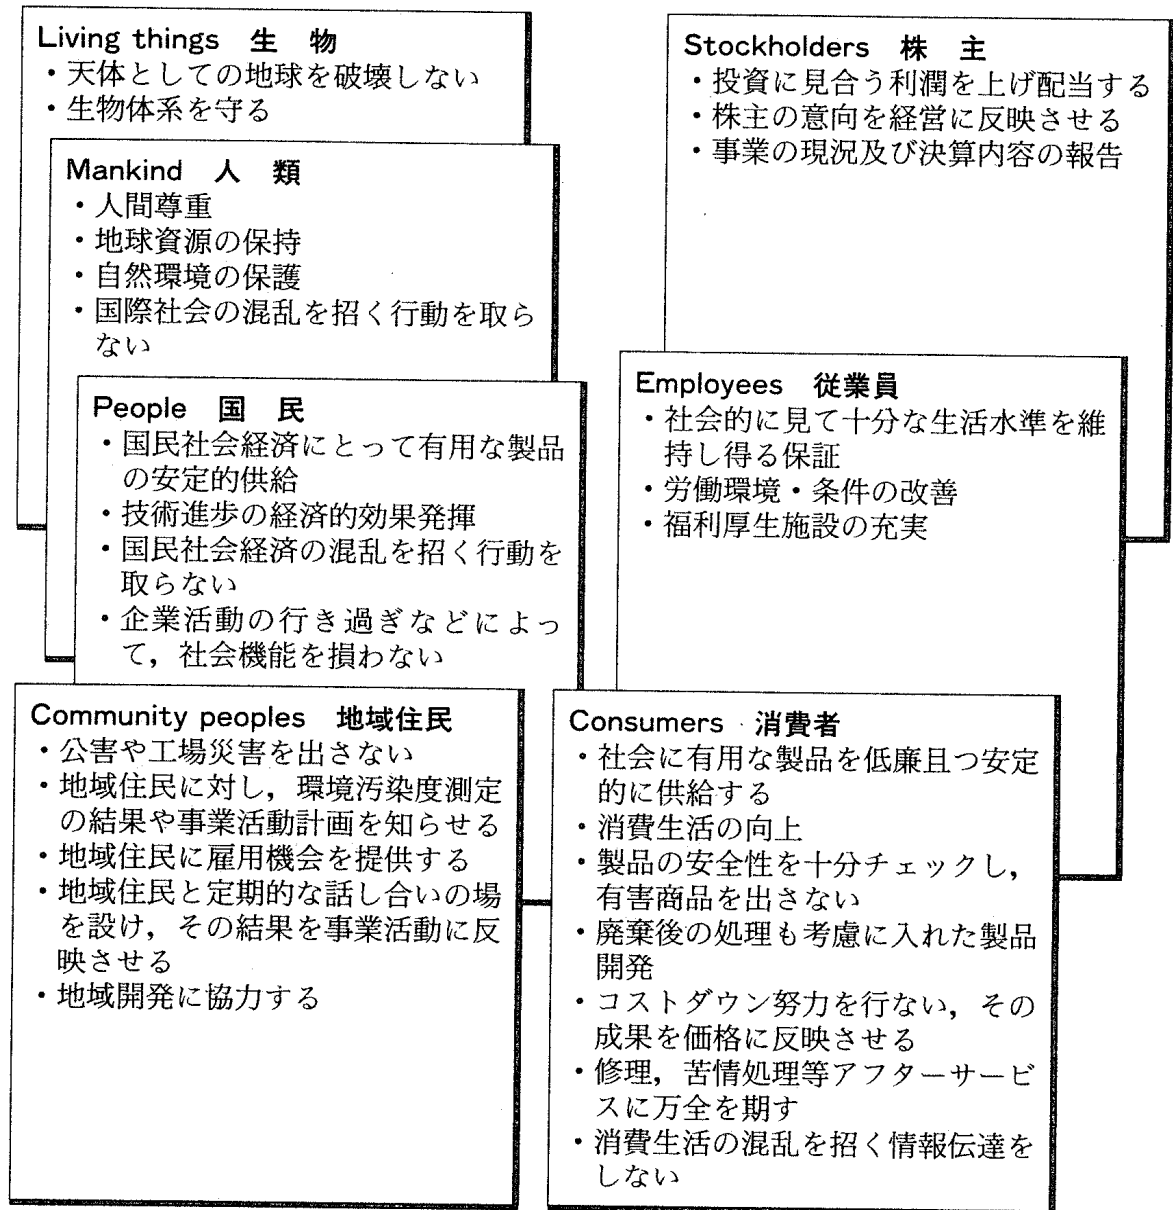 Living things 生 物
・天体としての地球を破壊しない
・生物体系を守る
Mankind 人 類
・人間尊重
・地球資源の保持
・自然環境の保護
・国際社会の混乱を招く行動を取ら
ない
People 国 民
・国民社会経済にとって有用な製品
の安定的供給
・技術進歩の経済的効果発揮
・国民社会経済の混乱を招く行動を
取らない
・企業活動の行き過ぎなどによっ
て，社会機能を損わない
Community peoples 地域住民
・公害や工場災害を出さない
・地域住民に対し，環境汚染度測定
の結果や事業活動計画を知らせる
・地域住民に雇用機会を提供する
・地域住民と定期的な話し合いの場
を設け，その結果を事業活動に反
映させる
・地域開発に協力する
Stockholders 株 主
・投資に見合う利潤を上げ配当する
・株主の意向を経営に反映させる
・事業の現況及び決算内容の報告
Employees 従業員
・社会的に見て十分な生活水準を維
持し得る保証
・労働環境・条件の改善
・福利厚生施設の充実
Consumers 消費者
・社会に有用な製品を低廉且つ安定
的に供給する
・消費生活の向上
・製品の安全性を十分チェックし，
有害商品を出さない
・廃棄後の処理も考慮に入れた製品
開発
・コストダウン努力を行ない，その
成果を価格に反映させる
・修理，苦情処理等アフターサービ
スに万全を期す
・消費生活の混乱を招く情報伝達を
しない